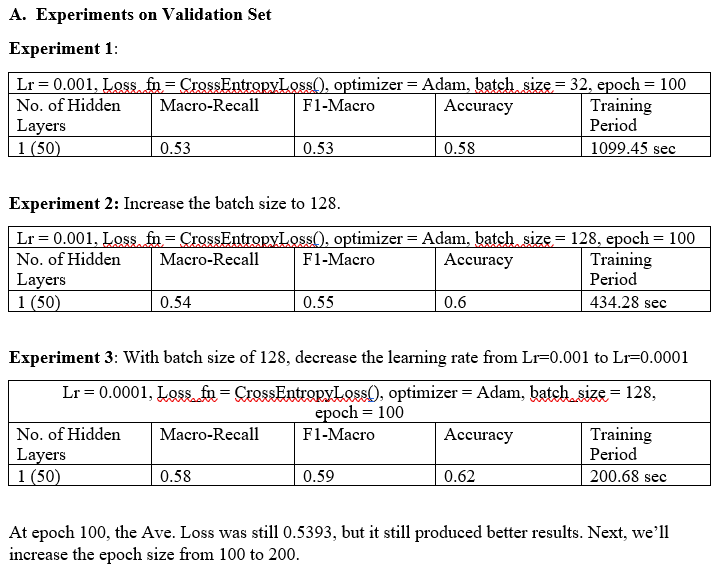 A. Experiments on Validation Set
Experiment 1:
Lr = 0.001, Loss_fn = CrossEntropyLoss(), optimizer = Adam, batch_size = 32, epoch = 100
No. of Hidden Layers Macro-Recall F1-Macro Accuracy Training Period
1 (50) 0.53 0.53 0.58 1099.45 sec
Experiment 2: Increase the batch size to 128.
Lr = 0.001, Loss_fn = CrossEntropyLoss(), optimizer = Adam, batch_size = 128, epoch = 100
No. of Hidden Layers Macro-Recall F1-Macro Accuracy Training Period
1 (50) 0.54 0.55 0.6 434.28 sec
Experiment 3: With batch size of 128, decrease the learning rate from Lr=0.001 to Lr=0.0001
Lr = 0.0001, Loss_fn = CrossEntropyLoss(), optimizer = Adam, batch_size = 128,
epoch = 100
No. of Hidden Layers Macro-Recall F1-Macro Accuracy Training Period
1 (50) 0.58 0.59 0.62 200.68 sec
At epoch 100, the Ave. Loss was still 0.5393, but it still produced better results. Next, we’ll
increase the epoch size from 100 to 200.